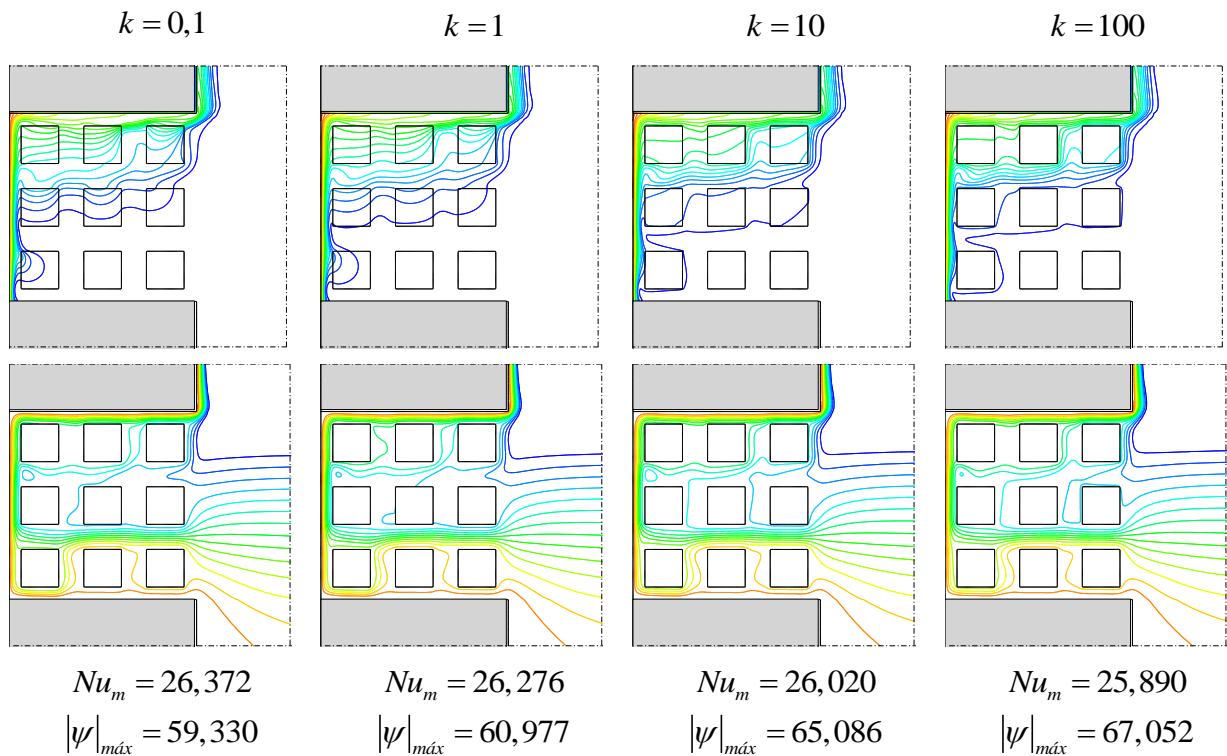 k = 0,1 k = 1 k = 10 k = 100
Nu_m = 26,372 Nu_m = 26,276 Nu_m = 26,020 Nu_m = 25,890
|ψ|_máx = 59,330 |ψ|_máx = 60,977 |ψ|_máx = 65,086 |ψ|_máx = 67,052